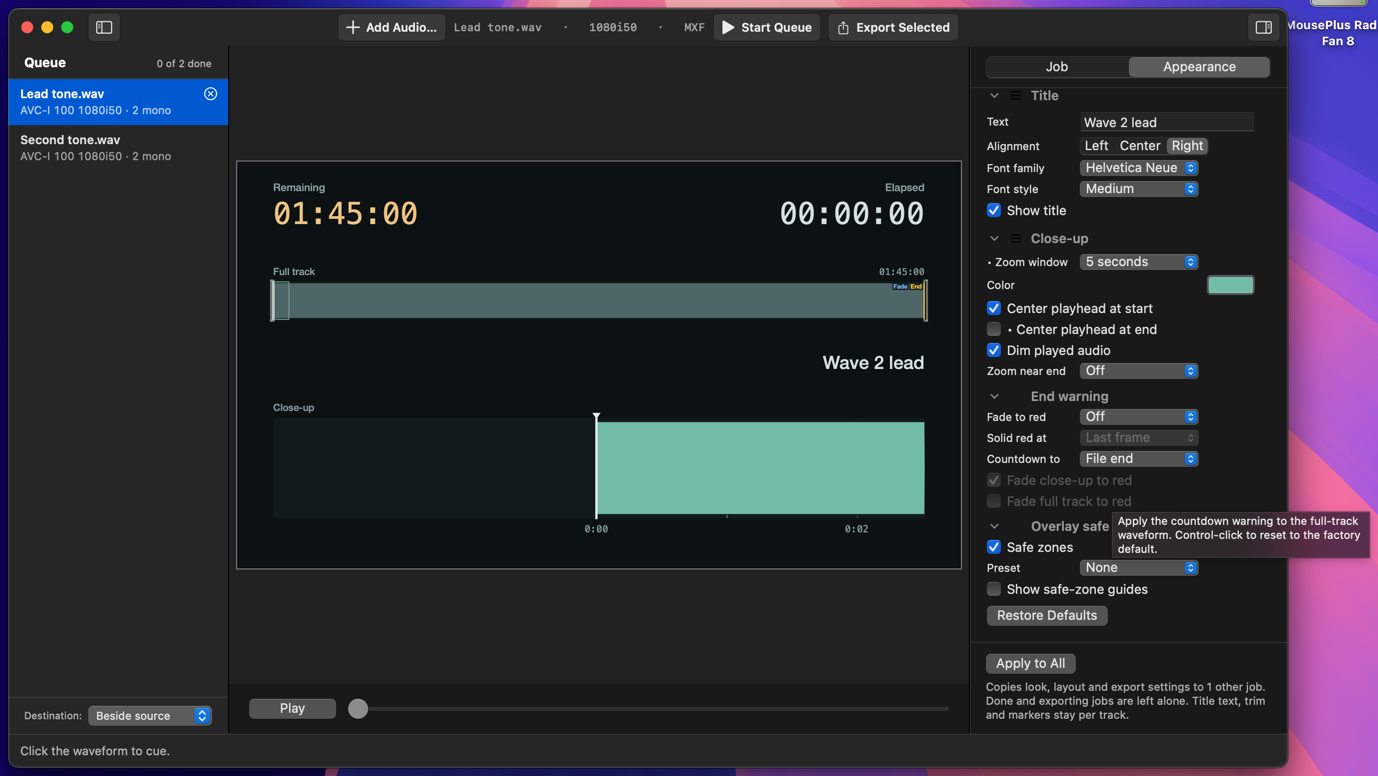 Add Audio...
Lead tone.wav · 1080i50 · MXF
Start Queue
Export Selected
MousePlus Rad
Fan 8
Queue
0 of 2 done
Lead tone.wav
AVC-I 100 1080i50 · 2 mono
Second tone.wav
AVC-I 100 1080i50 · 2 mono
Destination:
Beside source
Click the waveform to cue.
Remaining
Elapsed
01:45:00
00:00:00
Full track
01:45:00
Fade End
Wave 2 lead
Close-up
0:00
0:02
Play
Job
Appearance
Title
Text
Wave 2 lead
Alignment
Left Center Right
Font family
Helvetica Neue
Font style
Medium
Show title
Close-up
• Zoom window
5 seconds
Color
Center playhead at start
• Center playhead at end
Dim played audio
Zoom near end
Off
End warning
Fade to red
Off
Solid red at
Last frame
Countdown to
File end
Fade close-up to red
Fade full track to red
Overlay safe
Apply the countdown warning to the full-track
waveform. Control-click to reset to the factory
default.
Safe zones
Preset
None
Show safe-zone guides
Restore Defaults
Apply to All
Copies look, layout and export settings to 1 other job.
Done and exporting jobs are left alone. Title text, trim
and markers stay per track.